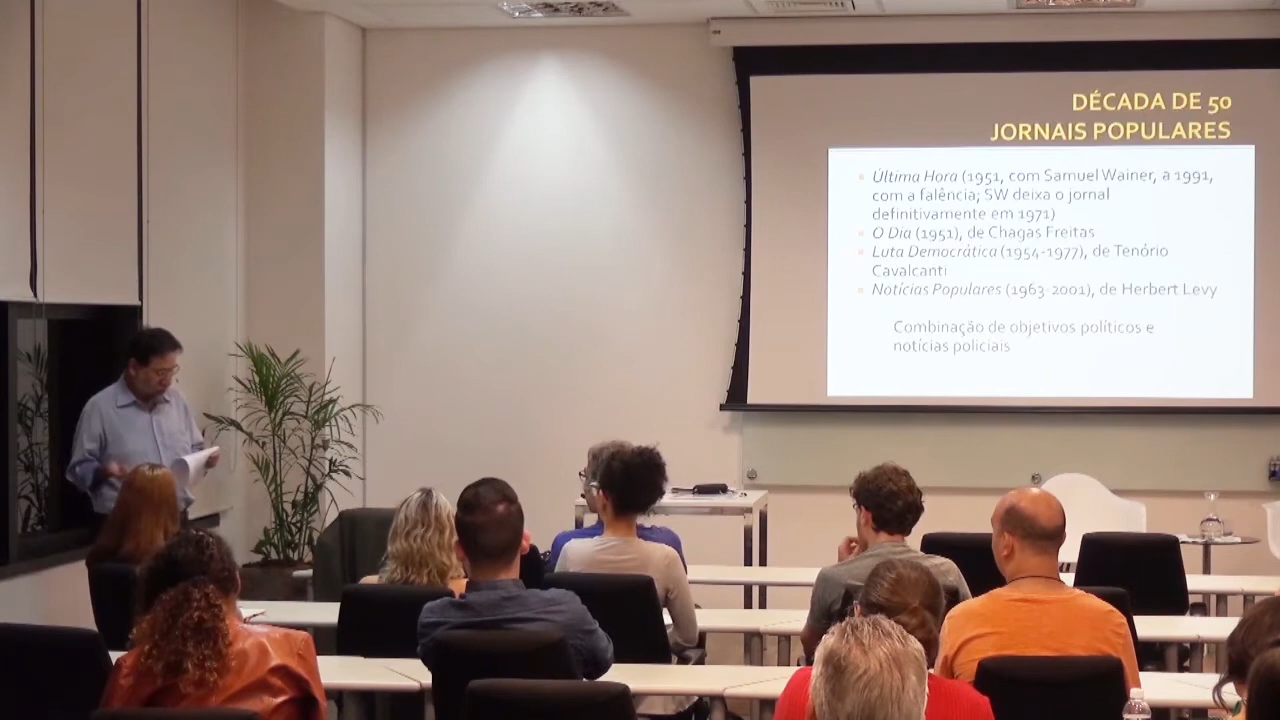 DÉCADA DE 50
JORNAIS POPULARES
Última Hora (1951, com Samuel Wainer, a 1991,
com a falência; SW deixa o jornal
definitivamente em 1971)
O Dia (1951), de Chagas Freitas
Luta Democrática (1954-1977), de Tenório
Cavalcanti
Notícias Populares (1963-2001), de Herbert Levy
Combinação de objetivos políticos e
notícias policiais